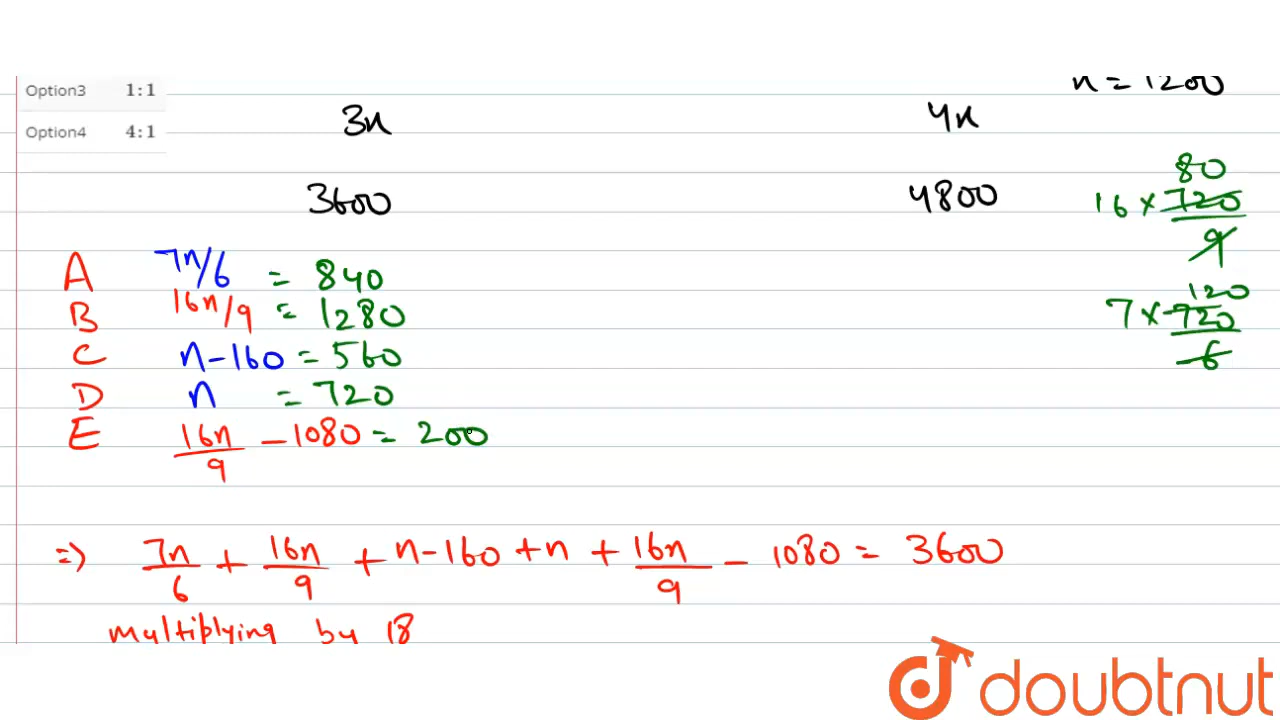 Option3 1:1
n = 1200
3n 4n
Option4 4:1
80
3600 4800 16 × 720
9
A 7n/6 = 840
B 16n/9 = 1280
120
7 × 720
6
C n - 160 = 560
D n = 720
E 16n/9 - 1080 = 200
=> 7n/6 + 16n/9 + n - 160 + n + 16n/9 - 1080 = 3600
multiplying by 18
doubtnut